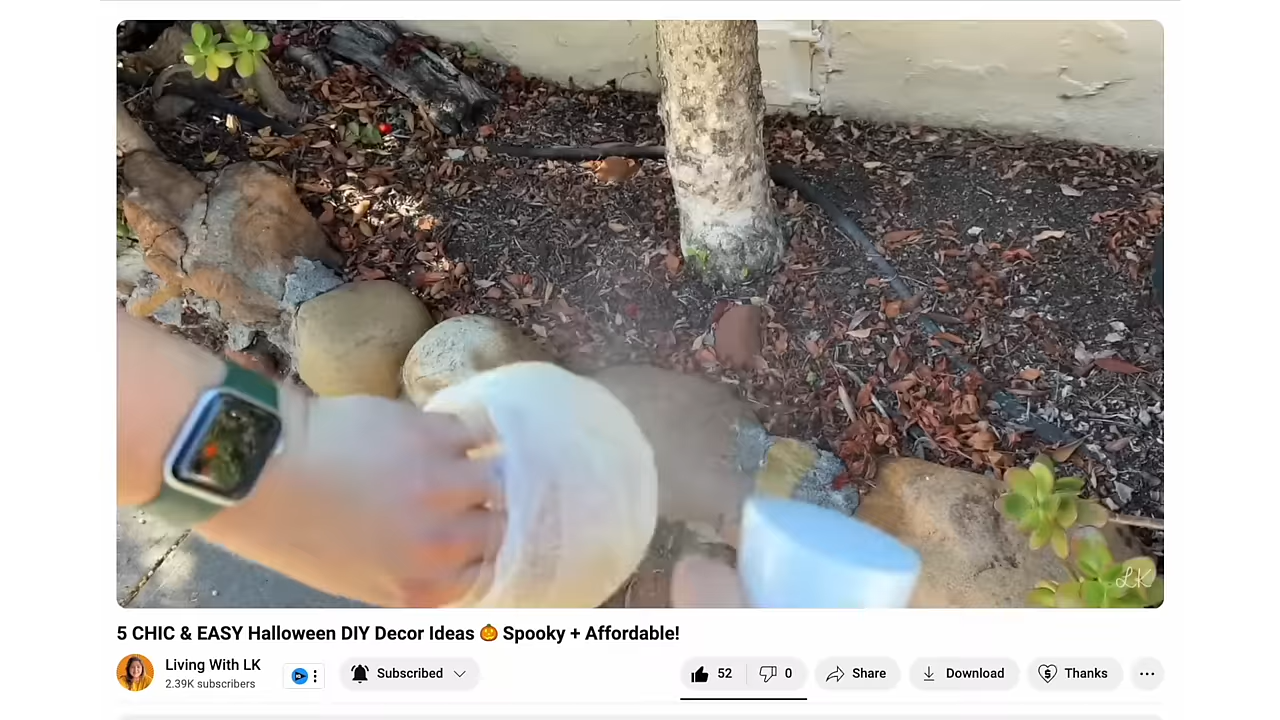 LK
5 CHIC & EASY Halloween DIY Decor Ideas 🎃 Spooky + Affordable!
Living With LK
2.39K subscribers
Subscribed
52
0
Share
Download
Thanks